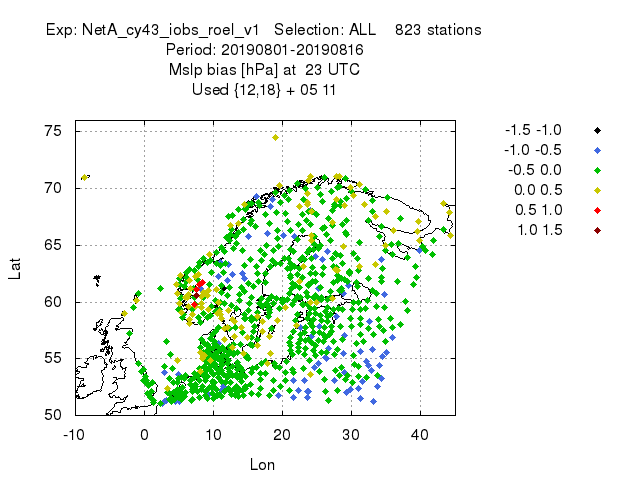 Exp: NetA_cy43_iobs_roel_v1 Selection: ALL 823 stations
Period: 20190801-20190816
Mslp bias [hPa] at 23 UTC
Used {12,18} + 05 11
-1.5 -1.0
-1.0 -0.5
-0.5 0.0
0.0 0.5
0.5 1.0
1.0 1.5
75
70
65
60
55
50
Lat
-10 0 10 20 30 40
Lon